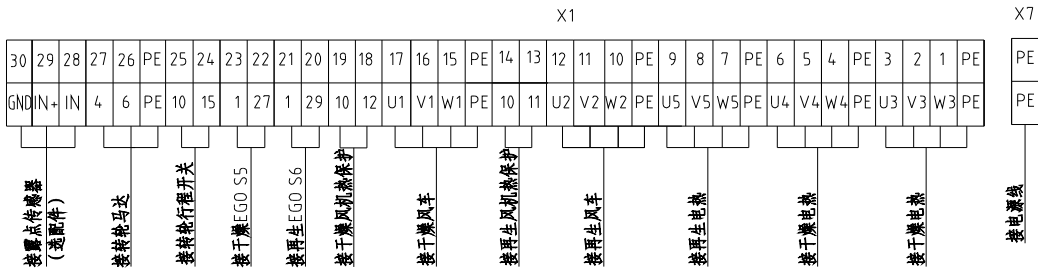 X1 X7
30 29 28 27 26 PE 25 24 23 22 21 20 19 18 17 16 15 PE 14 13 12 11 10 PE 9 8 7 PE 6 5 4 PE 3 2 1 PE PE
GND IN+ IN 4 6 PE 10 15 1 27 1 29 10 12 U1 V1 W1 PE 10 11 U2 V2 W2 PE U5 V5 W5 PE U4 V4 W4 PE U3 V3 W3 PE PE
接露点传感器
(选配件)
接转轮马达
接转轮行程开关
接干燥EGO S5
接再生EGO S6
接干燥风机热保护
接干燥风车
接再生风机热保护
接再生风车
接再生电热
接干燥电热
接干燥电热
接电源线